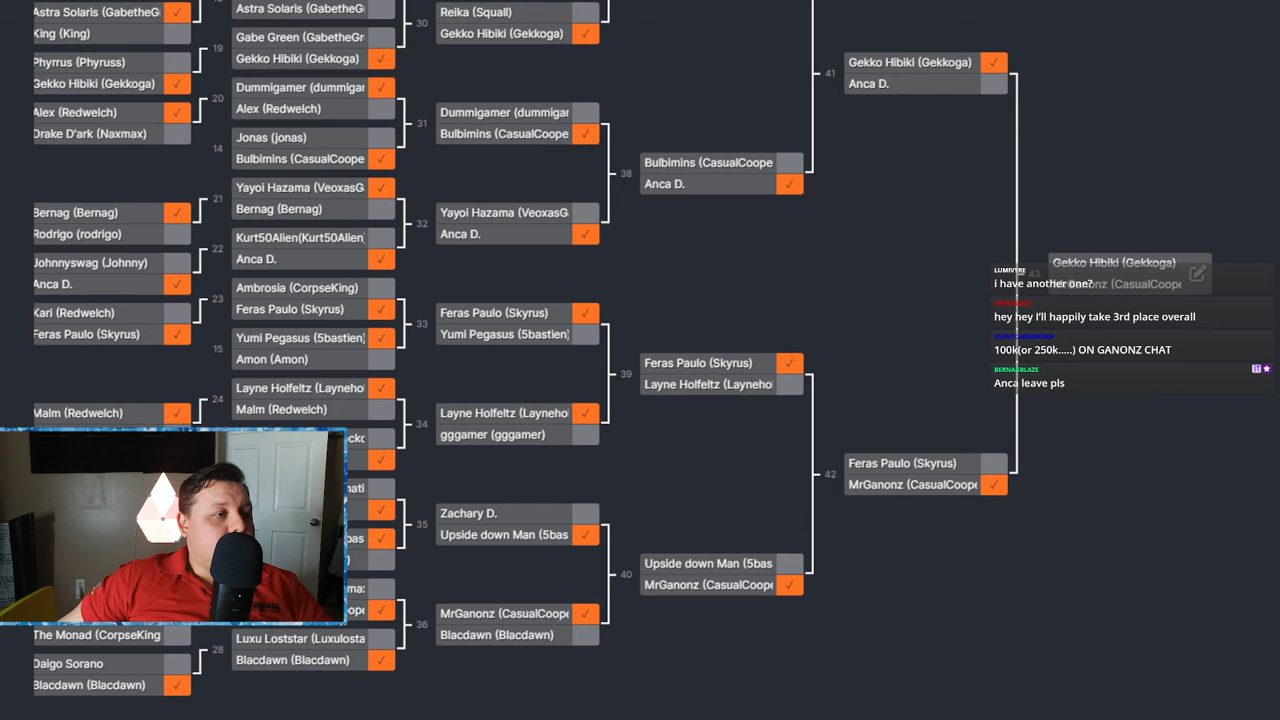 Astra Solaris (GabetheG
King (King)
19
Phyrrus (Phyruss)
Gekko Hibiki (Gekkoga)
20
Alex (Redwelch)
Drake D'ark (Naxmax)
14
21
Bernag (Bernag)
Rodrigo (rodrigo)
22
Johnnyswag (Johnny)
Anca D.
23
Kari (Redwelch)
Feras Paulo (Skyrus)
15
24
Malm (Redwelch)
The Monad (CorpseKing
28
Daigo Sorano
Blacdawn (Blacdawn)
Astra Solaris (GabetheG
Gabe Green (GabetheGr
Gekko Hibiki (Gekkoga)
Dummigamer (dummigar
Alex (Redwelch)
Jonas (jonas)
Bulbimins (CasualCoope
Yayoi Hazama (VeoxasG
Bernag (Bernag)
Kurt50Alien(Kurt50Alien)
Anca D.
Ambrosia (CorpseKing)
Feras Paulo (Skyrus)
Yumi Pegasus (5bastien)
Amon (Amon)
Layne Holfeltz (Layneho
Malm (Redwelch)
Luxu Loststar (Luxulosta
Blacdawn (Blacdawn)
30
31
32
33
34
35
36
Reika (Squall)
Gekko Hibiki (Gekkoga)
Dummigamer (dummigar
Bulbimins (CasualCoope
Yayoi Hazama (VeoxasG
Anca D.
Feras Paulo (Skyrus)
Yumi Pegasus (5bastien)
Layne Holfeltz (Layneho
gggamer (gggamer)
Zachary D.
Upside down Man (5bas
MrGanonz (CasualCoope
Blacdawn (Blacdawn)
38
39
40
Bulbimins (CasualCoope
Anca D.
Feras Paulo (Skyrus)
Layne Holfeltz (Layneho
Upside down Man (5bas
MrGanonz (CasualCoope
41
42
Gekko Hibiki (Gekkoga)
Anca D.
Feras Paulo (Skyrus)
MrGanonz (CasualCoope
43
Gekko Hibiki (Gekkoga)
MrGanonz (CasualCoope
LUMIVYRE
i have another one?
hey hey I'll happily take 3rd place overall
100k(or 250k.....) ON GANONZ CHAT
BERNAGBLAZE
Anca leave pls